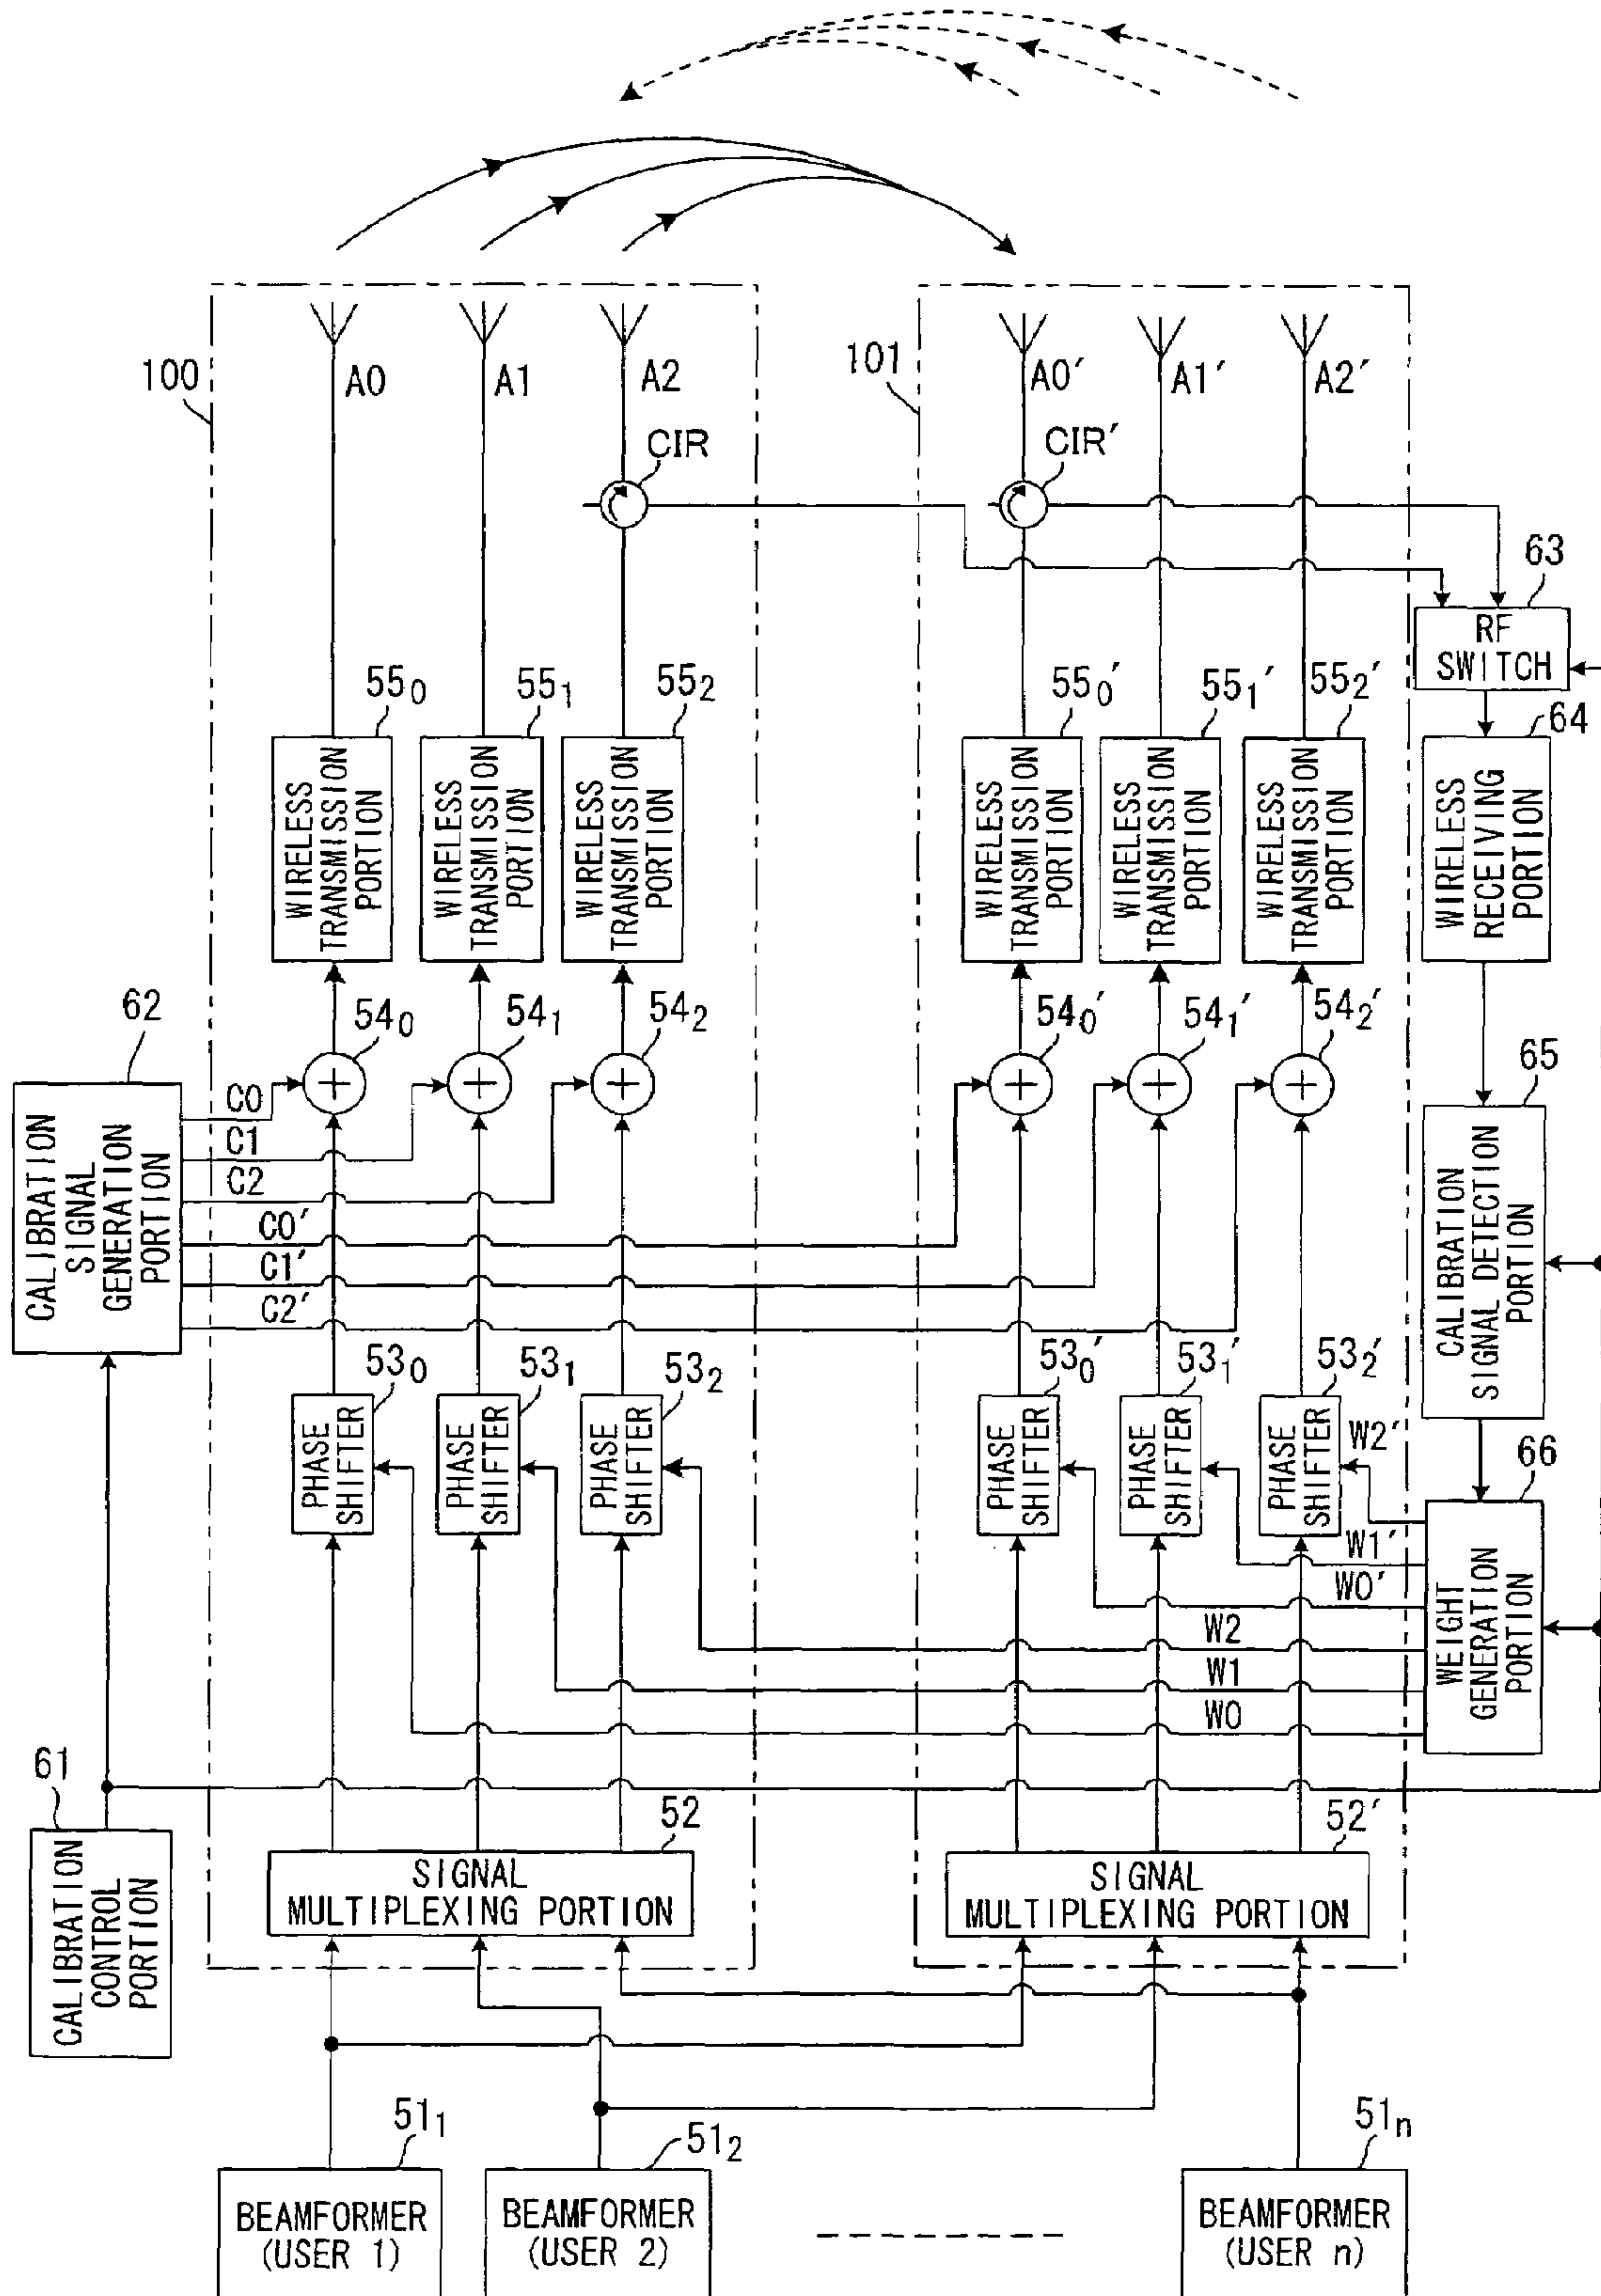 100
A0
A1
A2
CIR
101
A0′
A1′
A2′
CIR′
63
RF
SWITCH
55₀
55₁
55₂
55₀′
55₁′
55₂′
64
WIRELESS
TRANSMISSION
PORTION
WIRELESS
TRANSMISSION
PORTION
WIRELESS
TRANSMISSION
PORTION
WIRELESS
TRANSMISSION
PORTION
WIRELESS
TRANSMISSION
PORTION
WIRELESS
TRANSMISSION
PORTION
WIRELESS
RECEIVING
PORTION
62
54₀
54₁
54₂
54₀′
54₁′
54₂′
65
+
+
+
+
+
+
CALIBRATION
SIGNAL
GENERATION
PORTION
C0
C1
C2
C0′
C1′
C2′
CALIBRATION
SIGNAL DETECTION
PORTION
53₀
53₁
53₂
53₀′
53₁′
53₂′
PHASE
SHIFTER
PHASE
SHIFTER
PHASE
SHIFTER
PHASE
SHIFTER
PHASE
SHIFTER
PHASE
SHIFTER
W2′
66
W1′
W0′
W2
W1
W0
WEIGHT
GENERATION
PORTION
61
CALIBRATION
CONTROL
PORTION
52
SIGNAL
MULTIPLEXING PORTION
52′
SIGNAL
MULTIPLEXING PORTION
51₁
BEAMFORMER
(USER 1)
51₂
BEAMFORMER
(USER 2)
51ₙ
BEAMFORMER
(USER n)